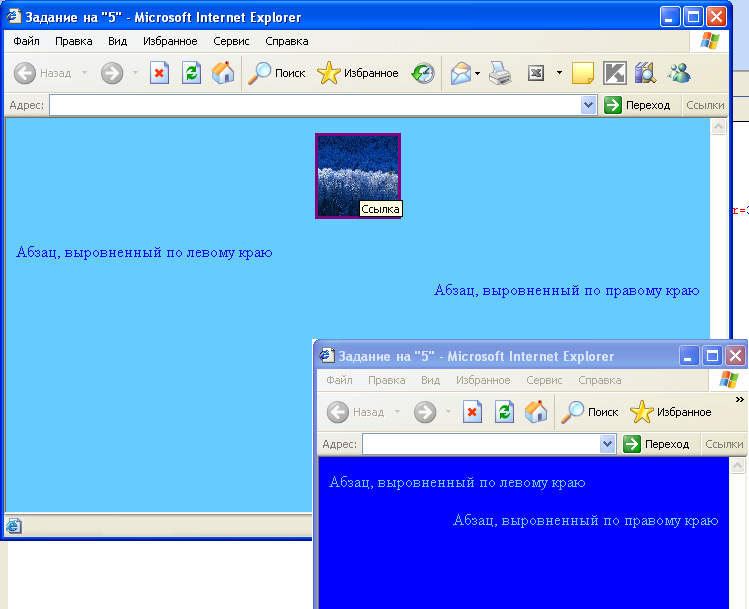 Задание на "5" - Microsoft Internet Explorer
Файл Правка Вид Избранное Сервис Справка
Назад Поиск Избранное
Адрес: Переход Ссылки
Ссылка
r=3
Абзац, выровненный по левому краю
Абзац, выровненный по правому краю
Задание на "5" - Microsoft Internet Explorer
Файл Правка Вид Избранное Сервис Справка
Назад Поиск Избранное »
Адрес: Переход Ссылки
Абзац, выровненный по левому краю
Абзац, выровненный по правому краю